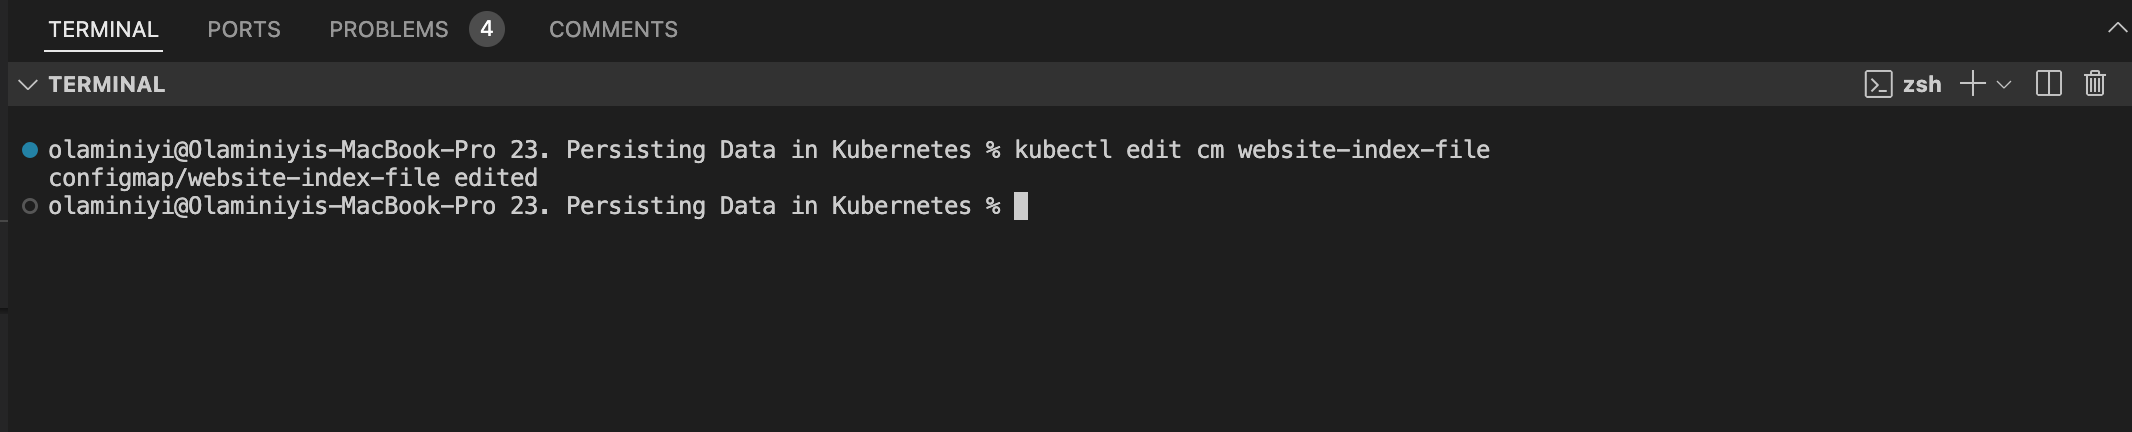 TERMINAL PORTS PROBLEMS 4 COMMENTS
TERMINAL zsh
olaminiyi@Olaminiyis-MacBook-Pro 23. Persisting Data in Kubernetes % kubectl edit cm website-index-file
configmap/website-index-file edited
olaminiyi@Olaminiyis-MacBook-Pro 23. Persisting Data in Kubernetes %